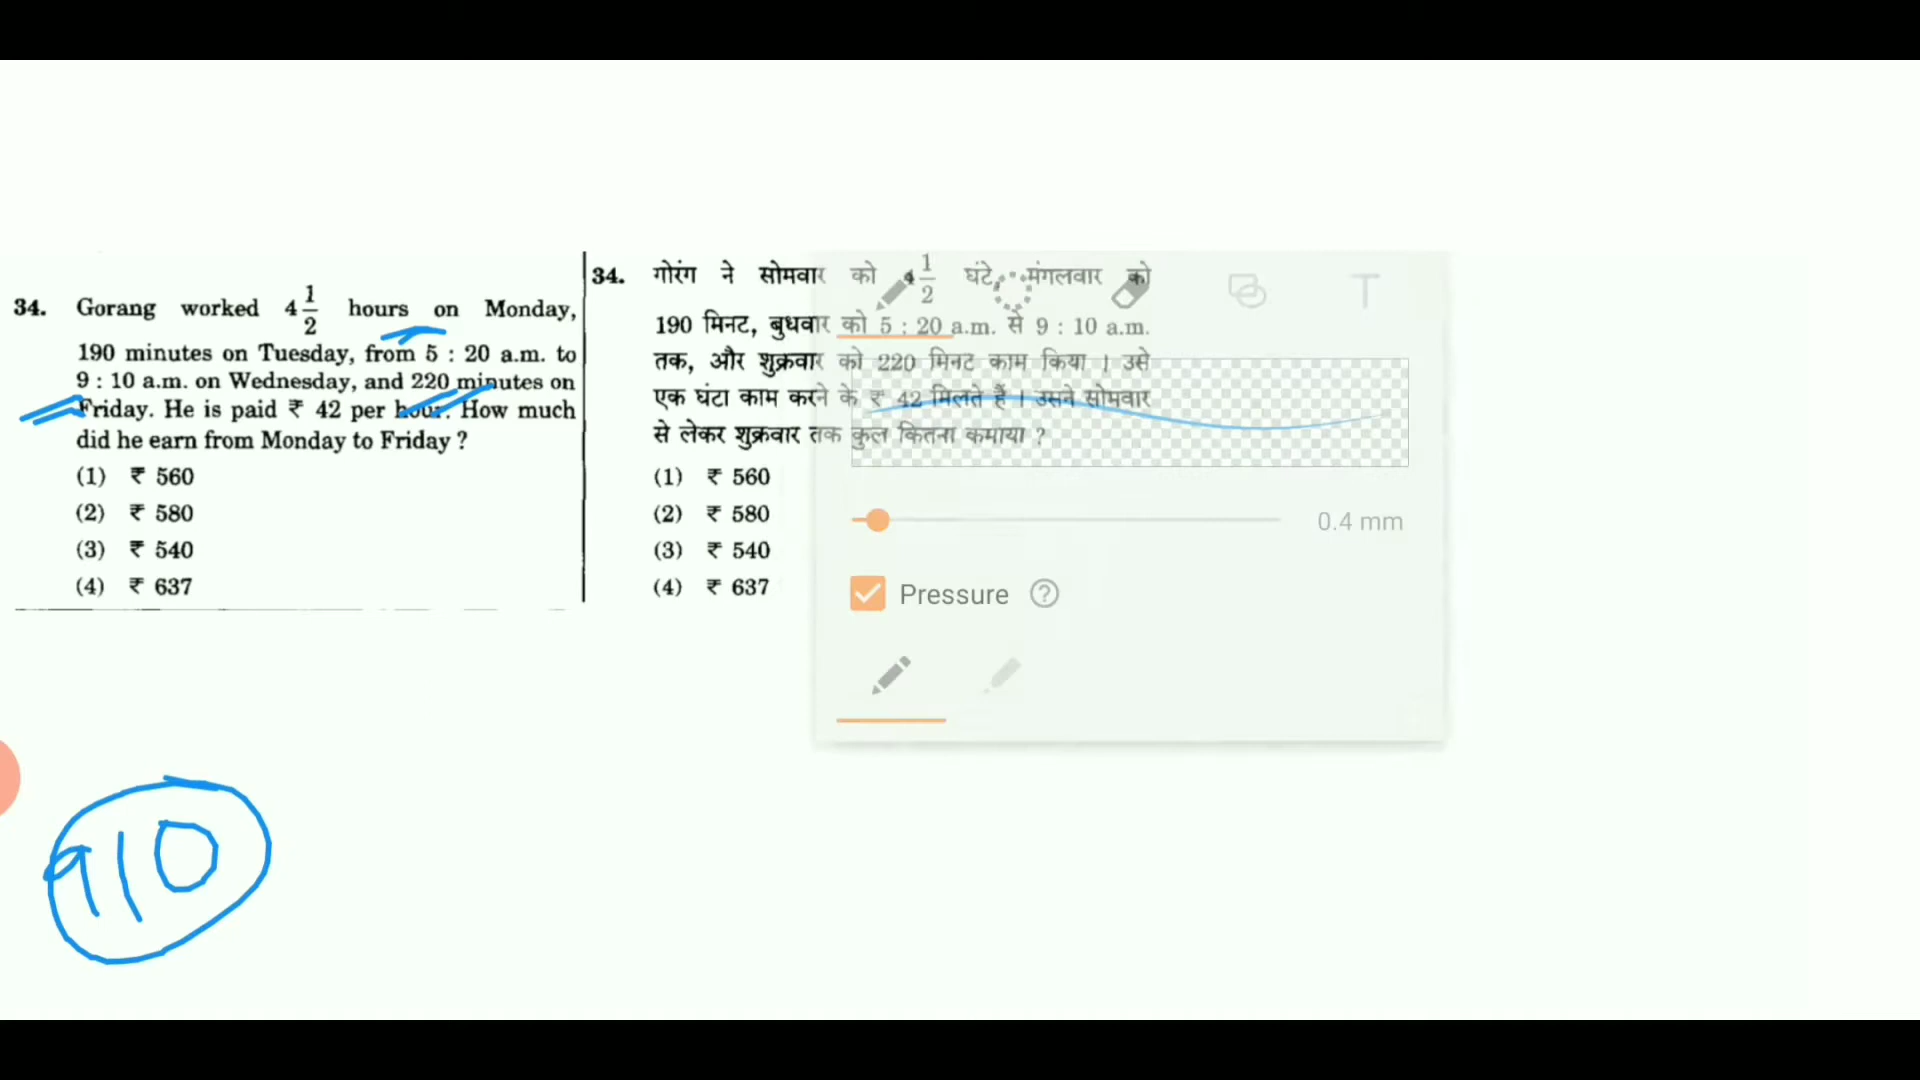 34. Gorang worked 4 1/2 hours on Monday,
190 minutes on Tuesday, from 5 : 20 a.m. to
9 : 10 a.m. on Wednesday, and 220 minutes on
Friday. He is paid ₹ 42 per hour. How much
did he earn from Monday to Friday ?
(1) ₹ 560
(2) ₹ 580
(3) ₹ 540
(4) ₹ 637
34. गोरंग ने सोमवार को 4 1/2 घंटे, मंगलवार को
190 मिनट, बुधवार को 5 : 20 a.m. से 9 : 10 a.m.
तक, और शुक्रवार को 220 मिनट काम किया । उसे
एक घंटा काम करने के ₹ 42 मिलते हैं । उसने सोमवार
से लेकर शुक्रवार तक कुल कितना कमाया ?
(1) ₹ 560
(2) ₹ 580
(3) ₹ 540
(4) ₹ 637
T
0.4 mm
Pressure ?
910